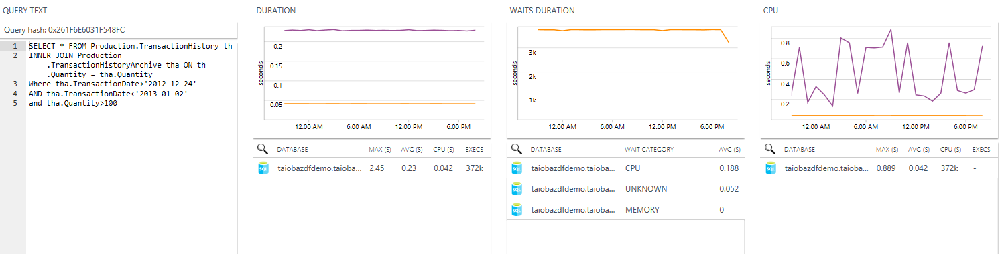 QUERY TEXT
Query hash: 0x261F6E6031F548FC
1 SELECT * FROM Production.TransactionHistory th
2 INNER JOIN Production
.TransactionHistoryArchive tha ON th
.Quantity = tha.Quantity
3 Where tha.TransactionDate>'2012-12-24'
4 AND tha.TransactionDate<'2013-01-02'
5 and tha.Quantity>100
DURATION
seconds
0.2
0.15
0.1
0.05
12:00 AM 6:00 AM 12:00 PM 6:00 PM
DATABASE MAX (S) AVG (S) CPU (S) EXECS
SQL taiobazdfdemo.taioba... 2.45 0.23 0.042 372k
WAITS DURATION
seconds
3k
2k
1k
12:00 AM 6:00 AM 12:00 PM 6:00 PM
DATABASE WAIT CATEGORY AVG (S)
SQL taiobazdfdemo.taioba... CPU 0.188
SQL taiobazdfdemo.taioba... UNKNOWN 0.052
SQL taiobazdfdemo.taioba... MEMORY 0
CPU
seconds
0.8
0.6
0.4
0.2
12:00 AM 6:00 AM 12:00 PM 6:00 PM
DATABASE MAX (S) AVG (S) CPU (S) EXECS
SQL taiobazdfdemo.taioba... 0.889 0.042 372k -